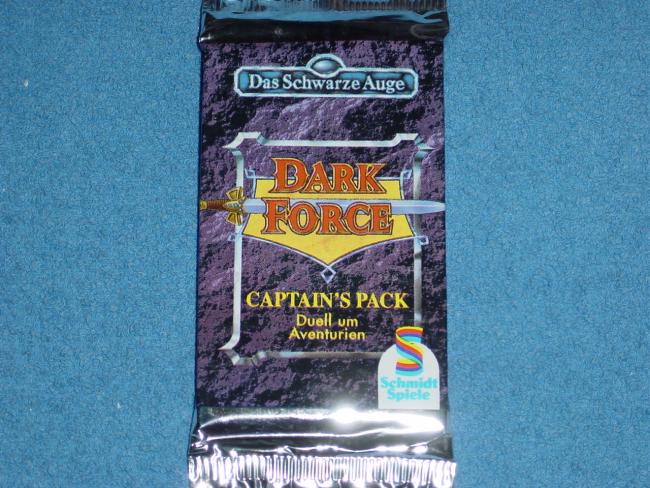 Das Schwarze Auge
DARK
FORCE
CAPTAIN'S PACK
Duell um
Aventurien
Schmidt
Spiele